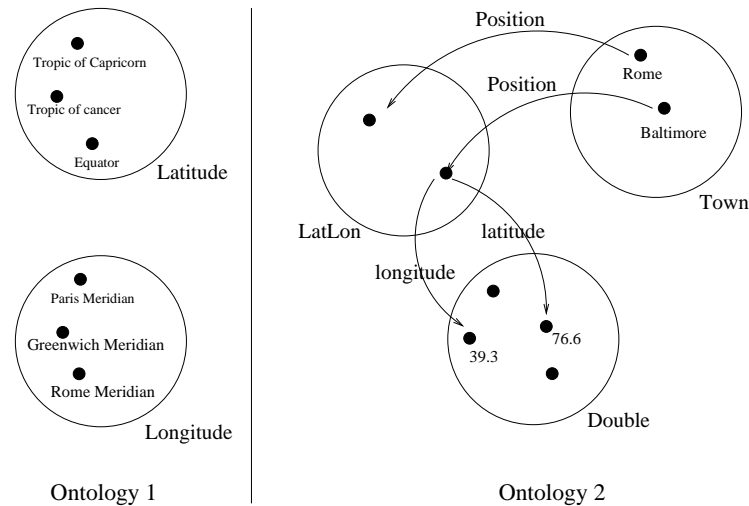 Tropic of Capricorn
Tropic of cancer
Equator
Latitude
Paris Meridian
Greenwich Meridian
Rome Meridian
Longitude
Ontology 1
Position
Rome
Position
Baltimore
Town
LatLon
latitude
longitude
39.3
76.6
Double
Ontology 2